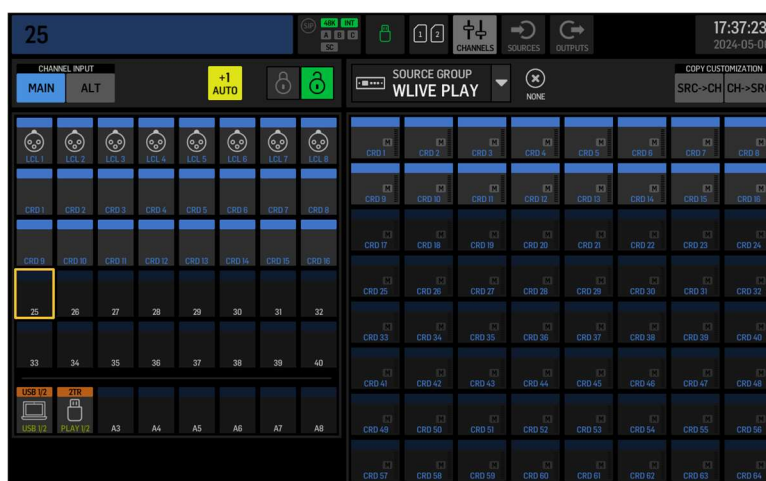 25
SIP 48K INT
A B C
SC
1 2
CHANNELS
SOURCES
OUTPUTS
17:37:23
2024-05-0
CHANNEL INPUT
MAIN ALT
+1
AUTO
SOURCE GROUP
WLIVE PLAY
NONE
COPY CUSTOMIZATION
SRC->CH CH->SRC
LCL 1 LCL 2 LCL 3 LCL 4 LCL 5 LCL 6 LCL 7 LCL 8
CRD 1 CRD 2 CRD 3 CRD 4 CRD 5 CRD 6 CRD 7 CRD 8
CRD 9 CRD 10 CRD 11 CRD 12 CRD 13 CRD 14 CRD 15 CRD 16
25 26 27 28 29 30 31 32
33 34 35 36 37 38 39 40
USB 1/2 2TR
USB 1/2 PLAY 1/2 A3 A4 A5 A6 A7 A8
M M M M M M M M
CRD 1 CRD 2 CRD 3 CRD 4 CRD 5 CRD 6 CRD 7 CRD 8
M M M M M M M M
CRD 9 CRD 10 CRD 11 CRD 12 CRD 13 CRD 14 CRD 15 CRD 16
M M M M M M M M
CRD 17 CRD 18 CRD 19 CRD 20 CRD 21 CRD 22 CRD 23 CRD 24
M M M M M M M M
CRD 25 CRD 26 CRD 27 CRD 28 CRD 29 CRD 30 CRD 31 CRD 32
M M M M M M M M
CRD 33 CRD 34 CRD 35 CRD 36 CRD 37 CRD 38 CRD 39 CRD 40
M M M M M M M M
CRD 41 CRD 42 CRD 43 CRD 44 CRD 45 CRD 46 CRD 47 CRD 48
M M M M M M M M
CRD 49 CRD 50 CRD 51 CRD 52 CRD 53 CRD 54 CRD 55 CRD 56
M M M M M M M M
CRD 57 CRD 58 CRD 59 CRD 60 CRD 61 CRD 62 CRD 63 CRD 64